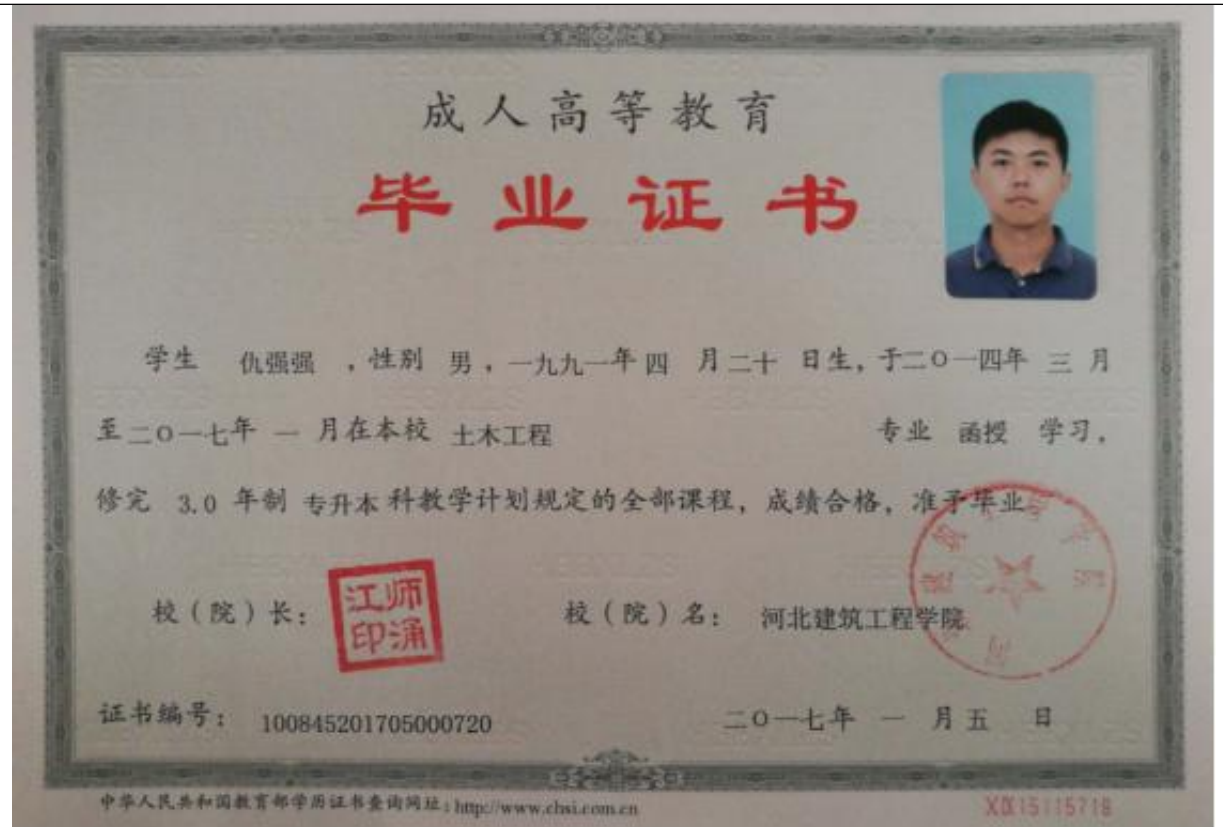 成人高等教育
毕业证书
学生 仇强强 ，性别 男 ，一九九一年 四 月二十 日生，于二〇一四年 三 月
至二〇一七年 一 月在本校 土木工程 专业 函授 学习，
修完 3.0 年制 专升本 科教学计划规定的全部课程，成绩合格，准予毕业
校（院）长： 师涌江印
校（院）名： 河北建筑工程学院
证书编号： 100845201705000720 二〇一七年 一 月 五 日
中华人民共和国教育部学历证书查询网址：http://www.chsi.com.cn